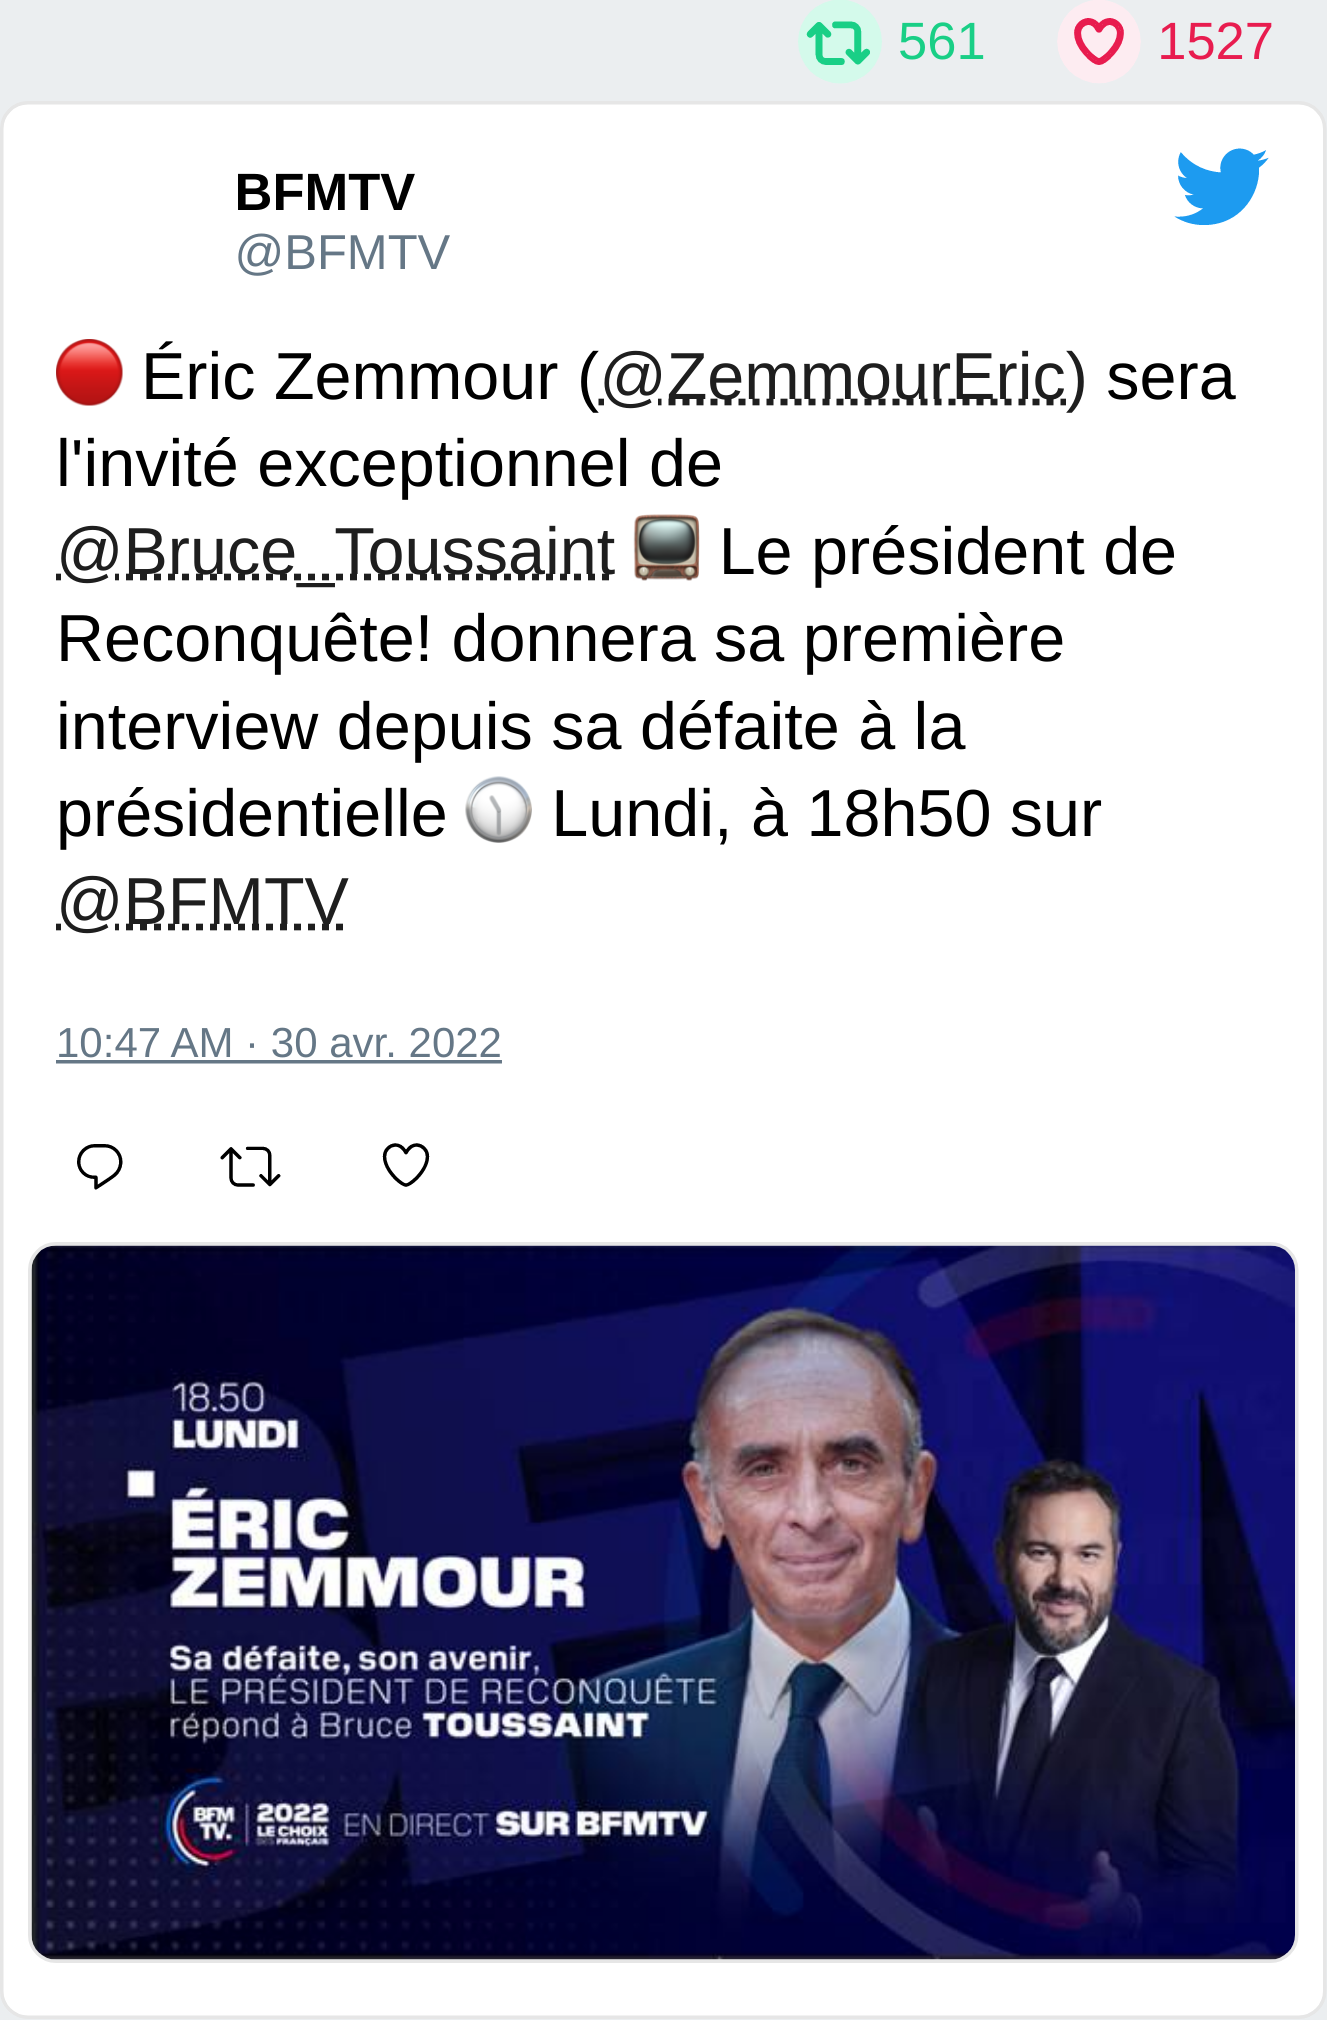 561 1527
BFMTV
@BFMTV
🔴 Éric Zemmour (@ZemmourEric) sera
l'invité exceptionnel de
@Bruce_Toussaint 📺 Le président de
Reconquête! donnera sa première
interview depuis sa défaite à la
présidentielle 🕦 Lundi, à 18h50 sur
@BFMTV
10:47 AM · 30 avr. 2022
18.50
LUNDI
ÉRIC
ZEMMOUR
Sa défaite, son avenir,
LE PRÉSIDENT DE RECONQUÊTE
répond à Bruce TOUSSAINT
BFM
TV.
2022
LE CHOIX
DES FRANÇAIS
EN DIRECT SUR BFMTV